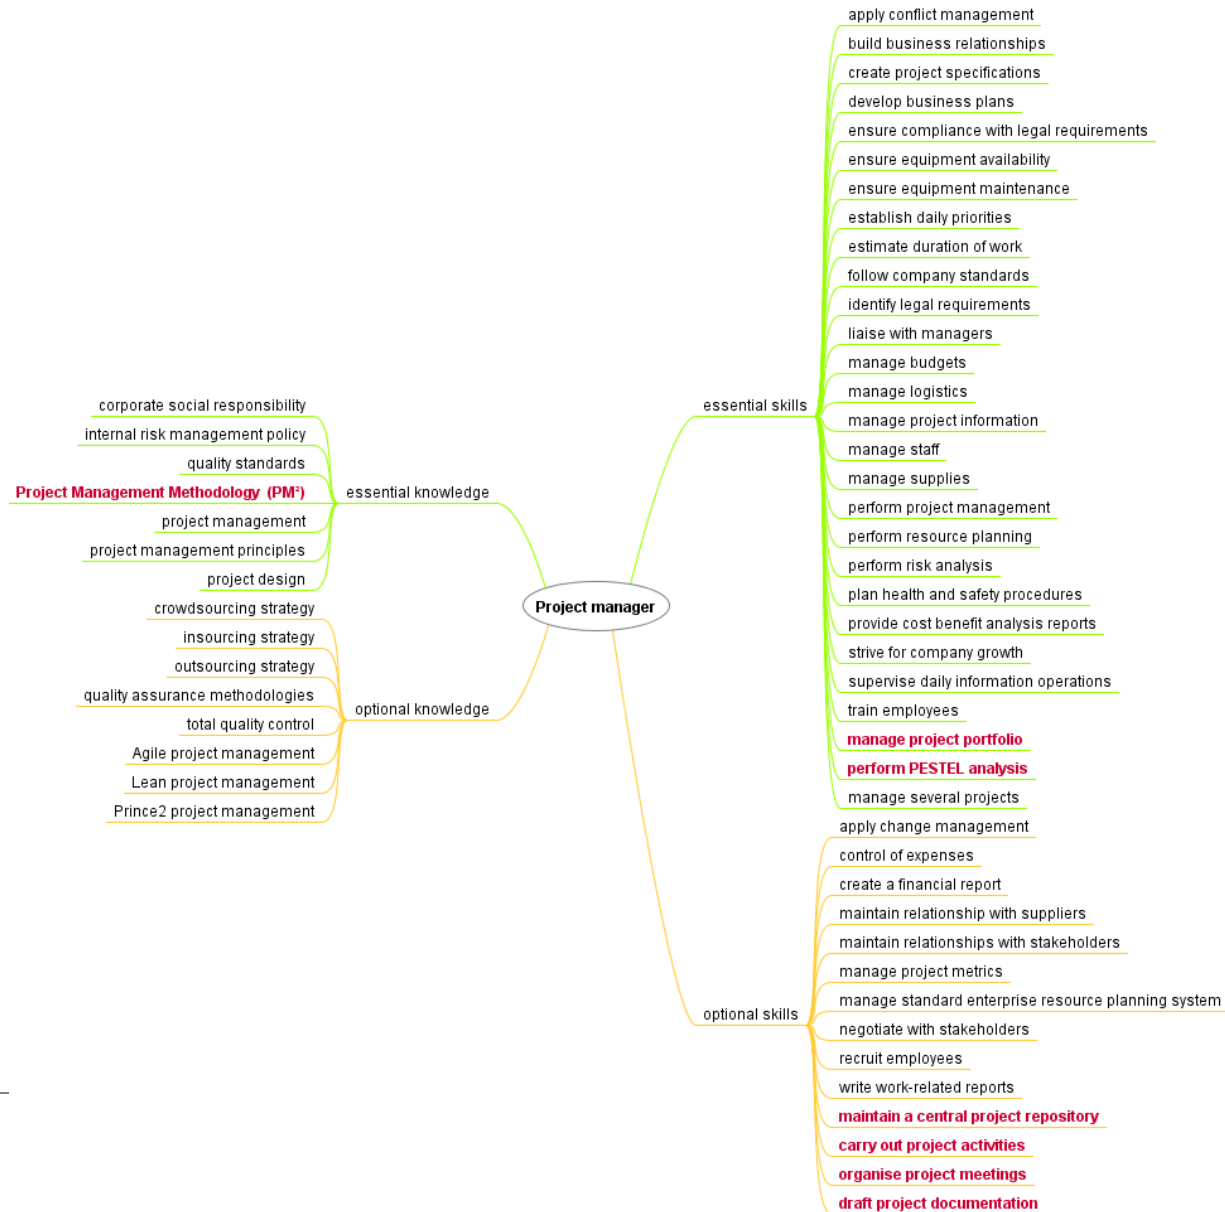 Project manager
essential skills
apply conflict management
build business relationships
create project specifications
develop business plans
ensure compliance with legal requirements
ensure equipment availability
ensure equipment maintenance
establish daily priorities
estimate duration of work
follow company standards
identify legal requirements
liaise with managers
manage budgets
manage logistics
manage project information
manage staff
manage supplies
perform project management
perform resource planning
perform risk analysis
plan health and safety procedures
provide cost benefit analysis reports
strive for company growth
supervise daily information operations
train employees
manage project portfolio
perform PESTEL analysis
manage several projects
optional skills
apply change management
control of expenses
create a financial report
maintain relationship with suppliers
maintain relationships with stakeholders
manage project metrics
manage standard enterprise resource planning system
negotiate with stakeholders
recruit employees
write work-related reports
maintain a central project repository
carry out project activities
organise project meetings
draft project documentation
essential knowledge
corporate social responsibility
internal risk management policy
quality standards
Project Management Methodology (PM²)
project management
project management principles
project design
optional knowledge
crowdsourcing strategy
insourcing strategy
outsourcing strategy
quality assurance methodologies
total quality control
Agile project management
Lean project management
Prince2 project management